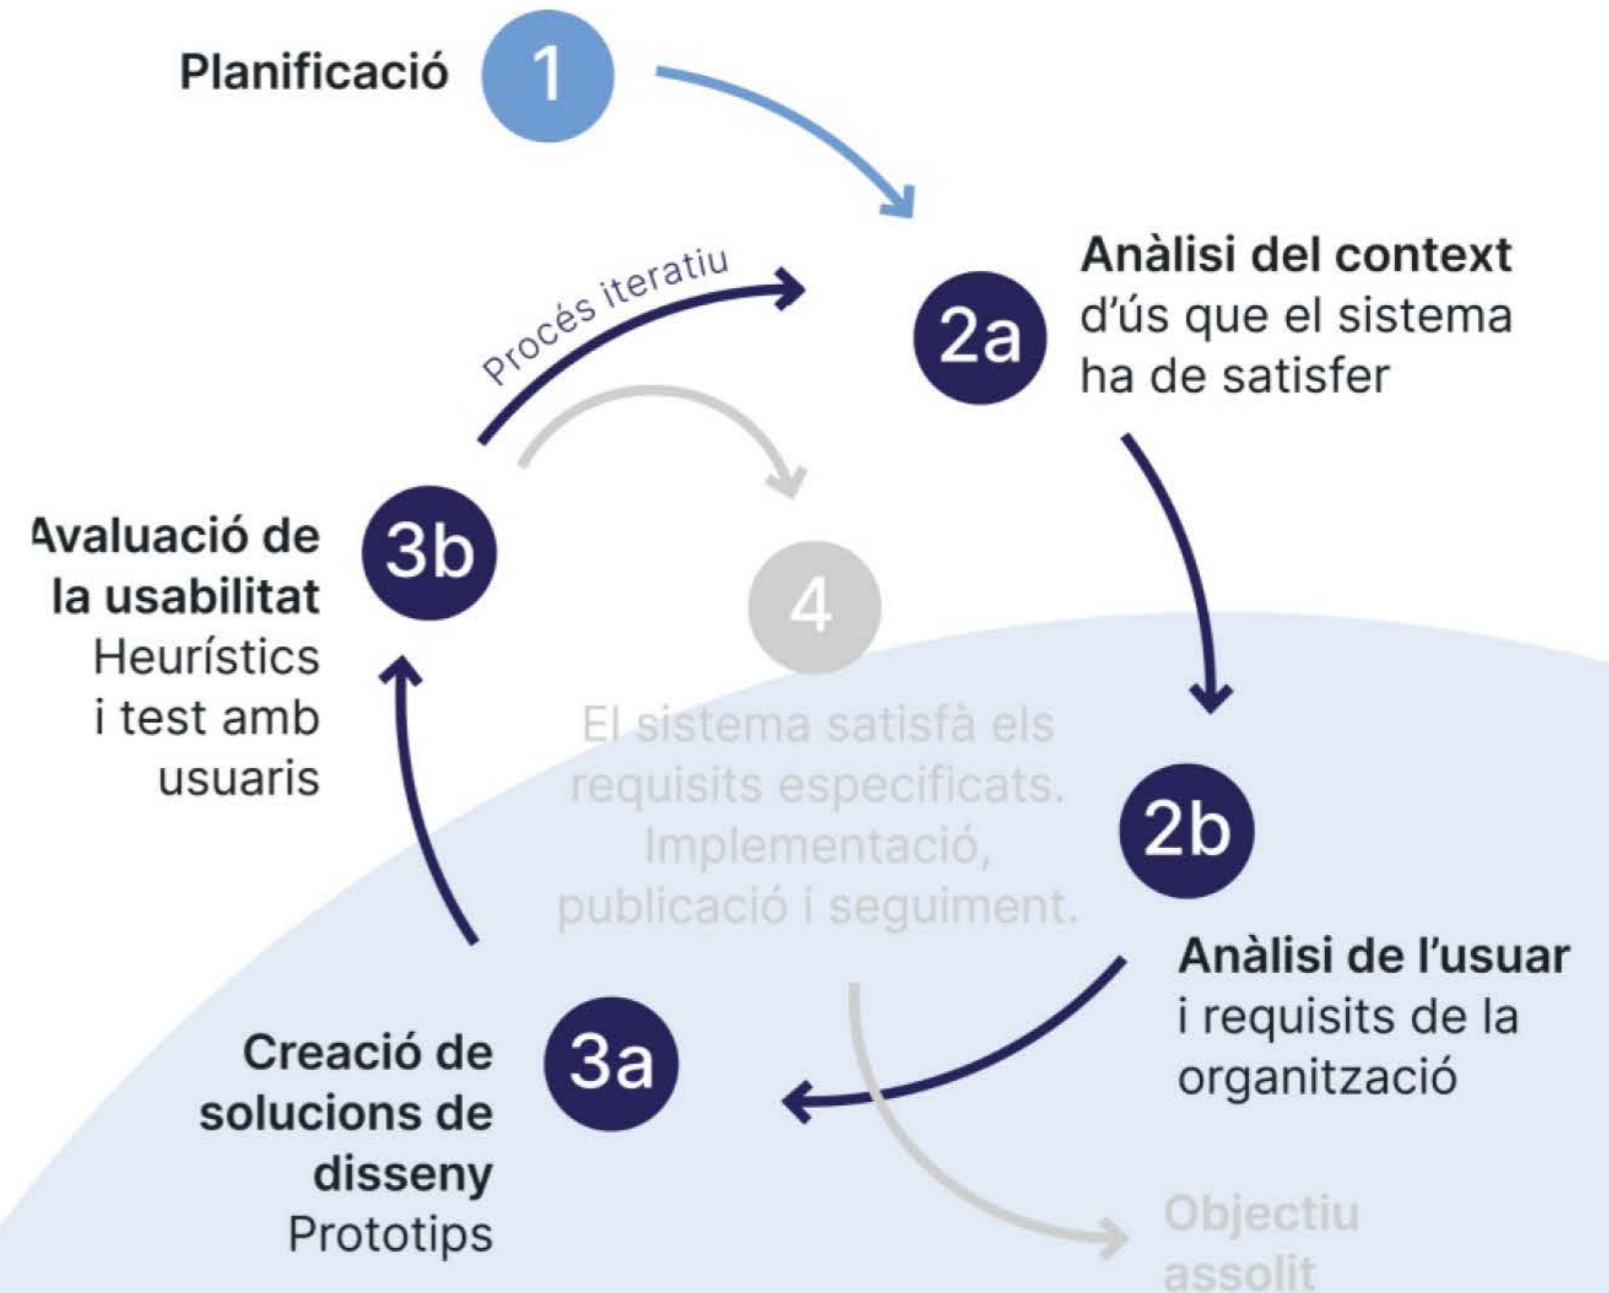 Planificació
1
Procés iteratiu
2a
Anàlisi del context
d'ús que el sistema
ha de satisfer
2b
Anàlisi de l'usuar
i requisits de la
organització
3a
Creació de
solucions de
disseny
Prototips
3b
Avaluació de
la usabilitat
Heurístics
i test amb
usuaris
4
El sistema satisfà els
requisits especificats.
Implementació,
publicació i seguiment.
Objectiu
assolit